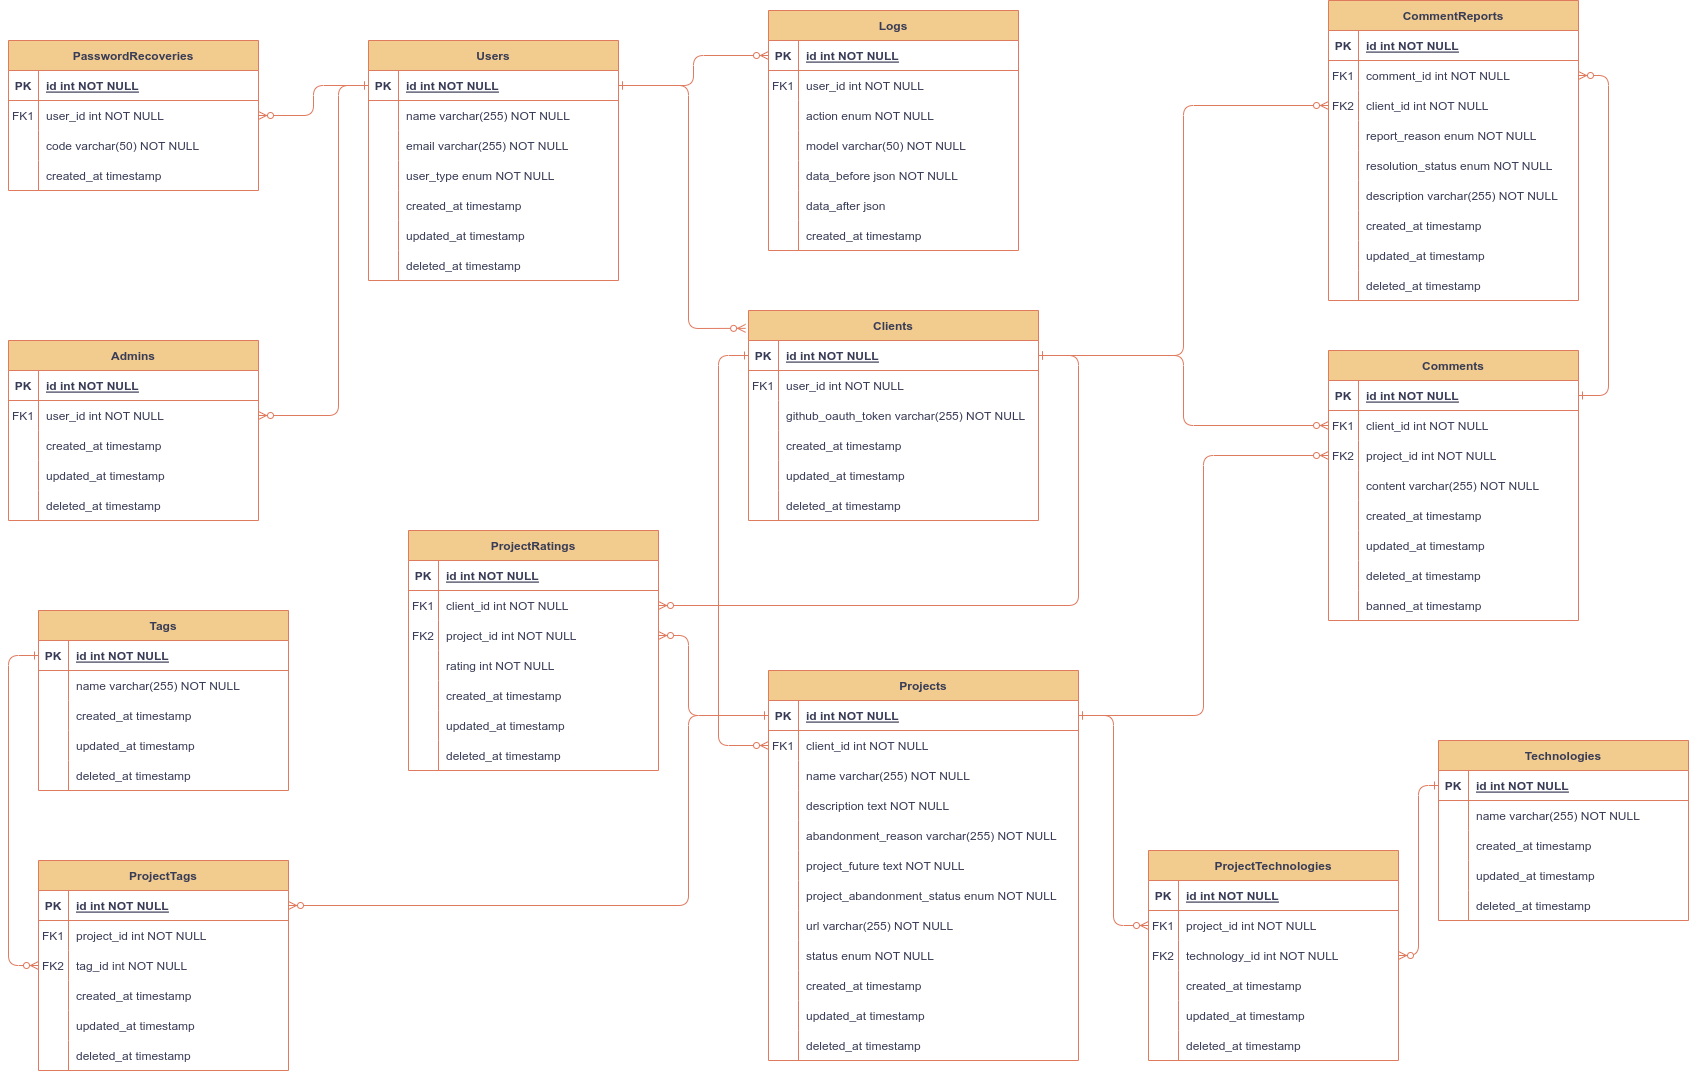 PasswordRecoveries
PK id int NOT NULL
FK1 user_id int NOT NULL
code varchar(50) NOT NULL
created_at timestamp
Users
PK id int NOT NULL
name varchar(255) NOT NULL
email varchar(255) NOT NULL
user_type enum NOT NULL
created_at timestamp
updated_at timestamp
deleted_at timestamp
Logs
PK id int NOT NULL
FK1 user_id int NOT NULL
action enum NOT NULL
model varchar(50) NOT NULL
data_before json NOT NULL
data_after json
created_at timestamp
CommentReports
PK id int NOT NULL
FK1 comment_id int NOT NULL
FK2 client_id int NOT NULL
report_reason enum NOT NULL
resolution_status enum NOT NULL
description varchar(255) NOT NULL
created_at timestamp
updated_at timestamp
deleted_at timestamp
Admins
PK id int NOT NULL
FK1 user_id int NOT NULL
created_at timestamp
updated_at timestamp
deleted_at timestamp
Clients
PK id int NOT NULL
FK1 user_id int NOT NULL
github_oauth_token varchar(255) NOT NULL
created_at timestamp
updated_at timestamp
deleted_at timestamp
Comments
PK id int NOT NULL
FK1 client_id int NOT NULL
FK2 project_id int NOT NULL
content varchar(255) NOT NULL
created_at timestamp
updated_at timestamp
deleted_at timestamp
banned_at timestamp
ProjectRatings
PK id int NOT NULL
FK1 client_id int NOT NULL
FK2 project_id int NOT NULL
rating int NOT NULL
created_at timestamp
updated_at timestamp
deleted_at timestamp
Tags
PK id int NOT NULL
name varchar(255) NOT NULL
created_at timestamp
updated_at timestamp
deleted_at timestamp
Projects
PK id int NOT NULL
FK1 client_id int NOT NULL
name varchar(255) NOT NULL
description text NOT NULL
abandonment_reason varchar(255) NOT NULL
project_future text NOT NULL
project_abandonment_status enum NOT NULL
url varchar(255) NOT NULL
status enum NOT NULL
created_at timestamp
updated_at timestamp
deleted_at timestamp
Technologies
PK id int NOT NULL
name varchar(255) NOT NULL
created_at timestamp
updated_at timestamp
deleted_at timestamp
ProjectTags
PK id int NOT NULL
FK1 project_id int NOT NULL
FK2 tag_id int NOT NULL
created_at timestamp
updated_at timestamp
deleted_at timestamp
ProjectTechnologies
PK id int NOT NULL
FK1 project_id int NOT NULL
FK2 technology_id int NOT NULL
created_at timestamp
updated_at timestamp
deleted_at timestamp